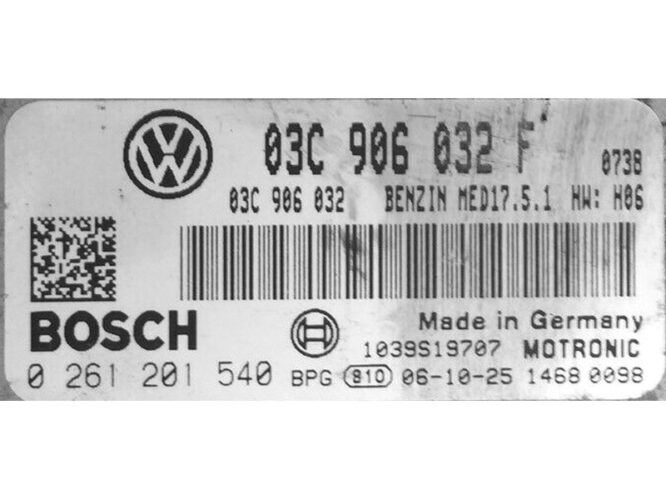 03C 906 032 F 0738
03C 906 032 BENZIN MED17.5.1 HW: H06
BOSCH
Made in Germany
1039S19707 MOTRONIC
0 261 201 540 BPG 810 06-10-25 1468 0098